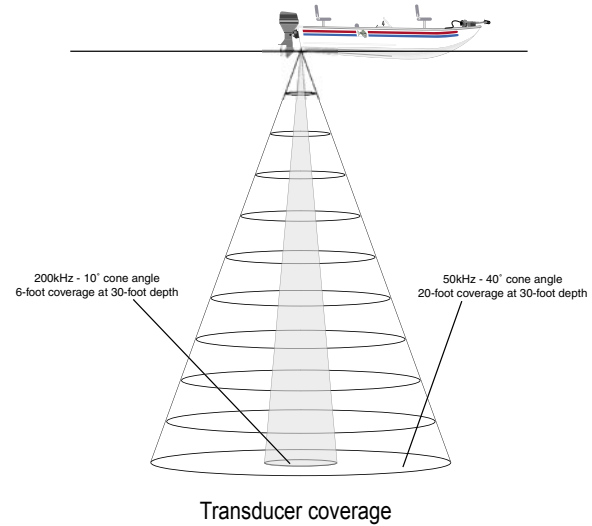 200kHz - 10˚ cone angle
6-foot coverage at 30-foot depth
50kHz - 40˚ cone angle
20-foot coverage at 30-foot depth
Transducer coverage